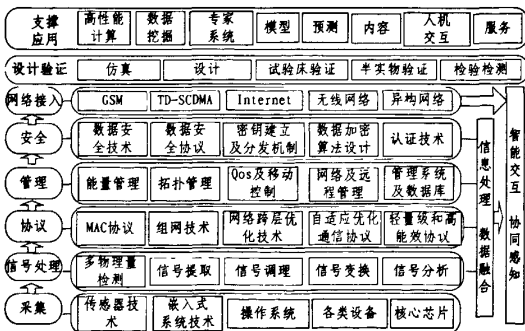 支撑应用 高性能计算 数据挖掘 专家系统 模型 预测 内容 人机交互 服务
设计验证 仿真 设计 试验床验证 半实物验证 检验检测
网络接入 GSM TD-SCDMA Internet 无线网络 异构网络
安全 数据安全技术 数据安全协议 密钥建立及分发机制 数据加密算法设计 认证技术
管理 能量管理 拓扑管理 Qos及移动控制 网络及远程管理 管理系统及数据库
协议 MAC协议 组网技术 网络跨层优化技术 自适应优化通信协议 轻量级和高能效协议
信号处理 多物理量检测 信号提取 信号调理 信号变换 信号分析
采集 传感器技术 嵌入式系统技术 操作系统 各类设备 核心芯片
信息处理 数据融合
智能交互 协同感知